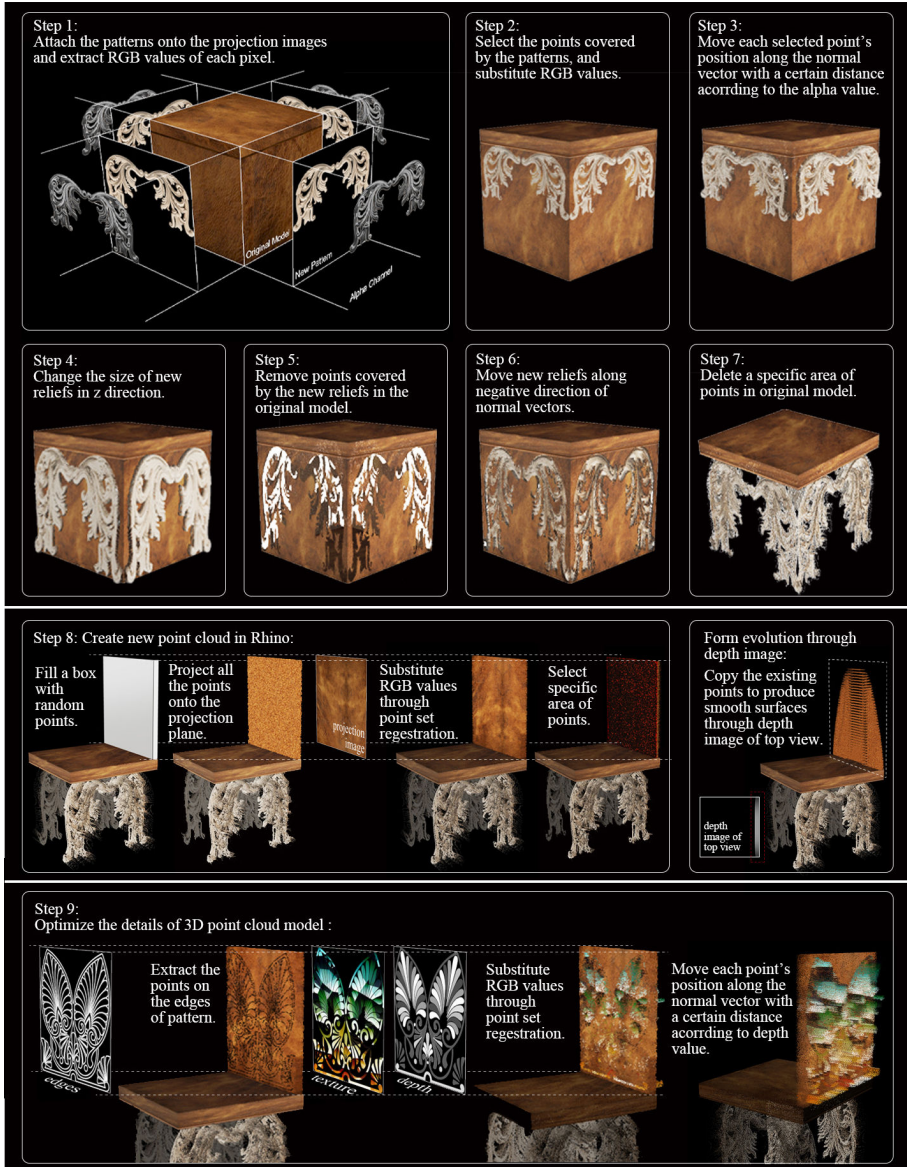 Step 1:
Attach the patterns onto the projection images
and extract RGB values of each pixel.
Original Model
New Pattern
Alpha Channel
Step 2:
Select the points covered
by the patterns, and
substitute RGB values.
Step 3:
Move each selected point's
position along the normal
vector with a certain distance
acorrding to the alpha value.
Step 4:
Change the size of new
reliefs in z direction.
Step 5:
Remove points covered
by the new reliefs in the
original model.
Step 6:
Move new reliefs along
negative direction of
normal vectors.
Step 7:
Delete a specific area of
points in original model.
Step 8: Create new point cloud in Rhino:
Fill a box
with
random
points.
Project all
the points
onto the
projection
plane.
projection
image
Substitute
RGB values
through
point set
regestration.
Select
specific
area of
points.
Form evolution through
depth image:
Copy the existing
points to produce
smooth surfaces
through depth
image of top view.
depth
image of
top view
Step 9:
Optimize the details of 3D point cloud model :
edges
Extract the
points on
the edges
of pattern.
texture
depth
Substitute
RGB values
through
point set
regestration.
Move each point's
position along the
normal vector with
a certain distance
acording to depth
value.